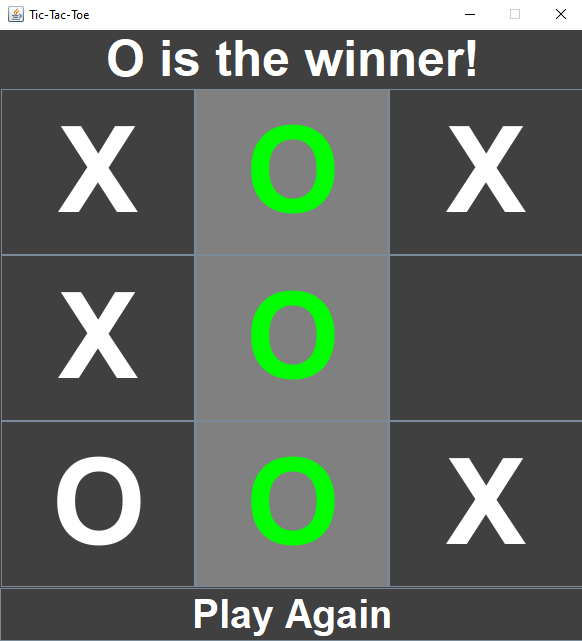 Tic-Tac-Toe
O is the winner!
X O X
X O
O O X
Play Again